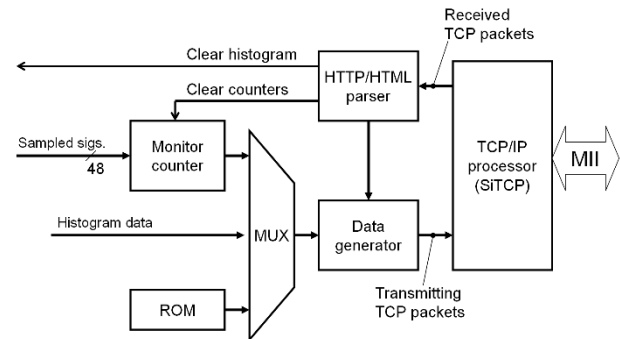 Received
TCP packets
Clear histogram
HTTP/HTML
parser
Clear counters
Sampled sigs.
48
Monitor
counter
TCP/IP
processor
(SiTCP)
MII
Histogram data
MUX
Data
generator
ROM
Transmitting
TCP packets